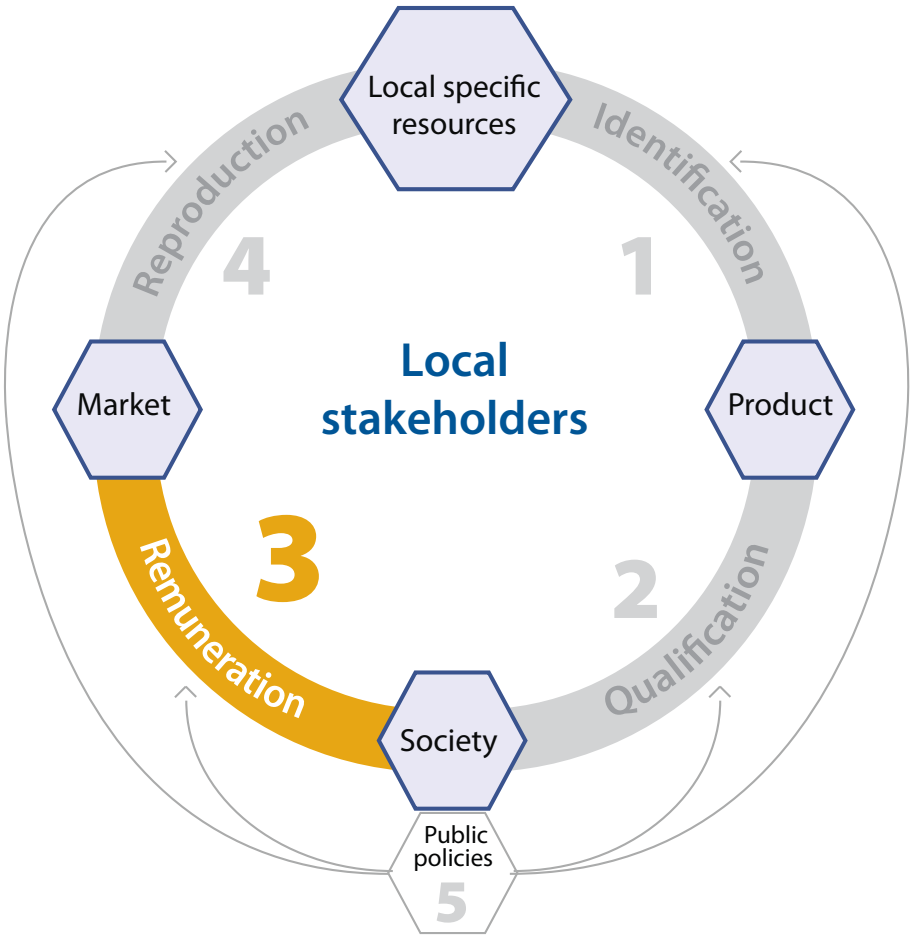 Local specific
resources
Identification
1
Product
Qualification
2
Society
Remuneration
3
Market
Reproduction
4
Local
stakeholders
Public
policies
5